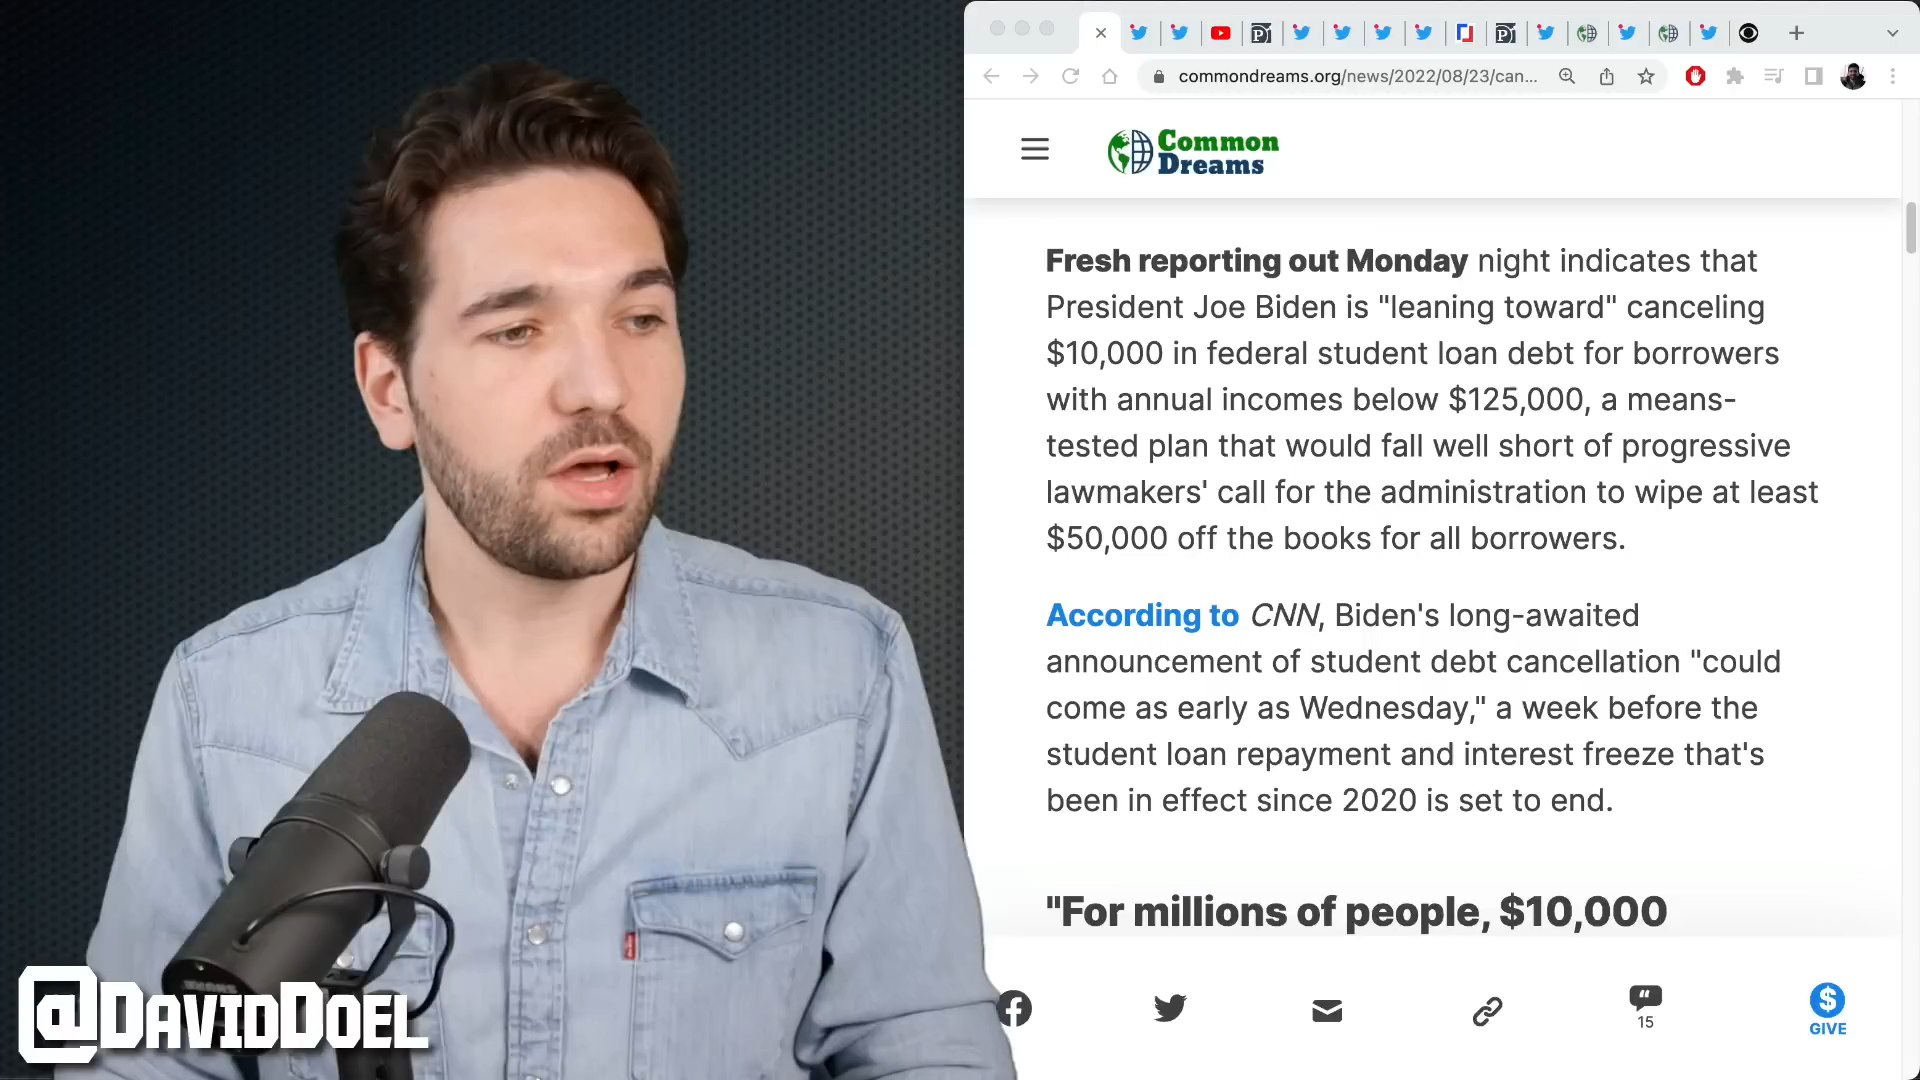 commondreams.org/news/2022/08/23/can...
Common
Dreams
Fresh reporting out Monday night indicates that
President Joe Biden is "leaning toward" canceling
$10,000 in federal student loan debt for borrowers
with annual incomes below $125,000, a means-
tested plan that would fall well short of progressive
lawmakers' call for the administration to wipe at least
$50,000 off the books for all borrowers.
According to CNN, Biden's long-awaited
announcement of student debt cancellation "could
come as early as Wednesday," a week before the
student loan repayment and interest freeze that's
been in effect since 2020 is set to end.
"For millions of people, $10,000
15
GIVE
@DAVIDDOEL